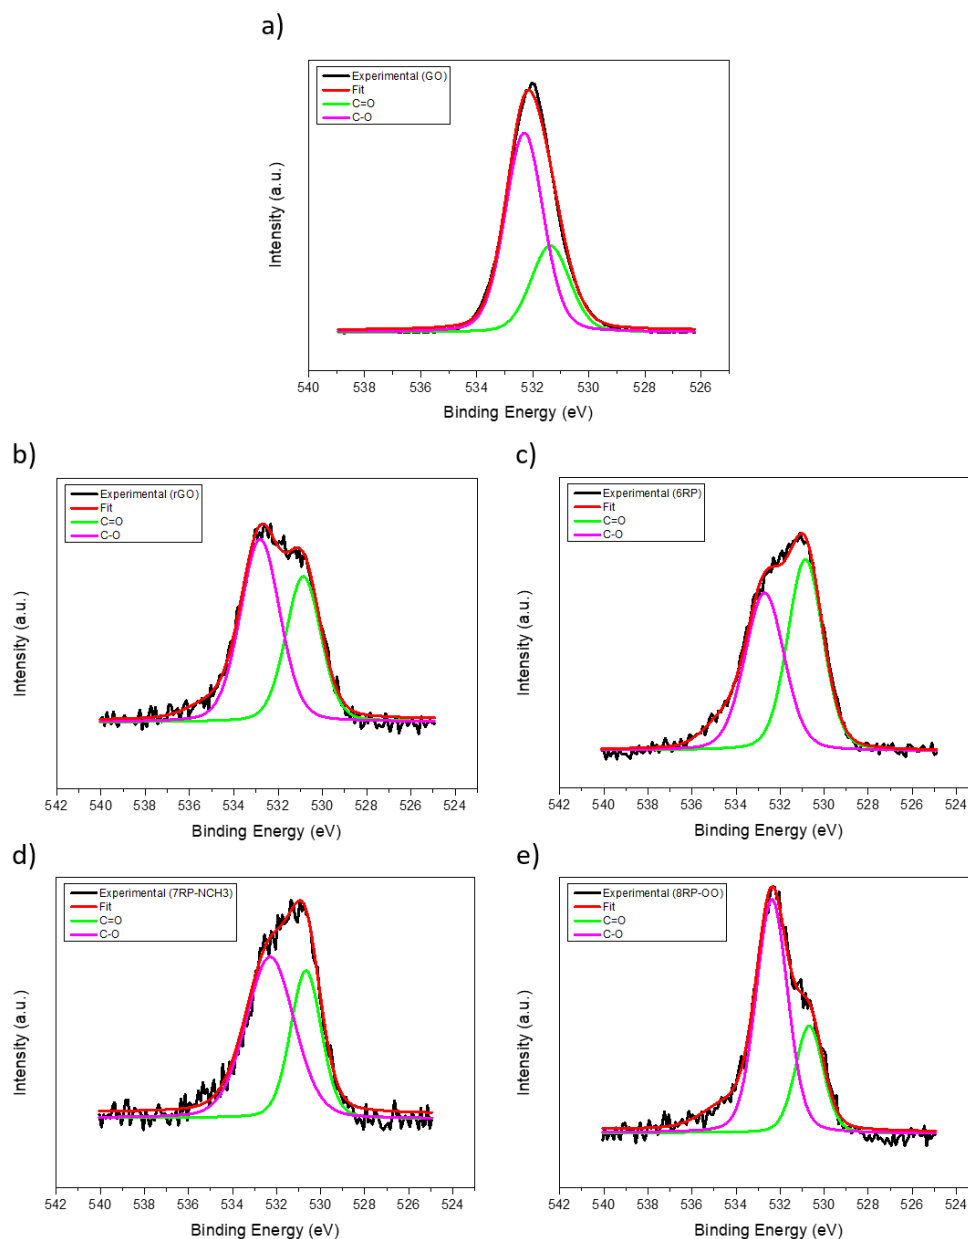 a)
Experimental (GO)
Fit
C=O
C-O
Intensity (a.u.)
540 538 536 534 532 530 528 526
Binding Energy (eV)
b)
Experimental (rGO)
Fit
C=O
C-O
Intensity (a.u.)
542 540 538 536 534 532 530 528 526 524
Binding Energy (eV)
c)
Experimental (6RP)
Fit
C=O
C-O
Intensity (a.u.)
542 540 538 536 534 532 530 528 526 524
Binding Energy (eV)
d)
Experimental (7RP-NCH3)
Fit
C=O
C-O
Intensity (a.u.)
542 540 538 536 534 532 530 528 526 524
Binding Energy (eV)
e)
Experimental (8RP-OO)
Fit
C=O
C-O
Intensity (a.u.)
542 540 538 536 534 532 530 528 526 524
Binding Energy (eV)